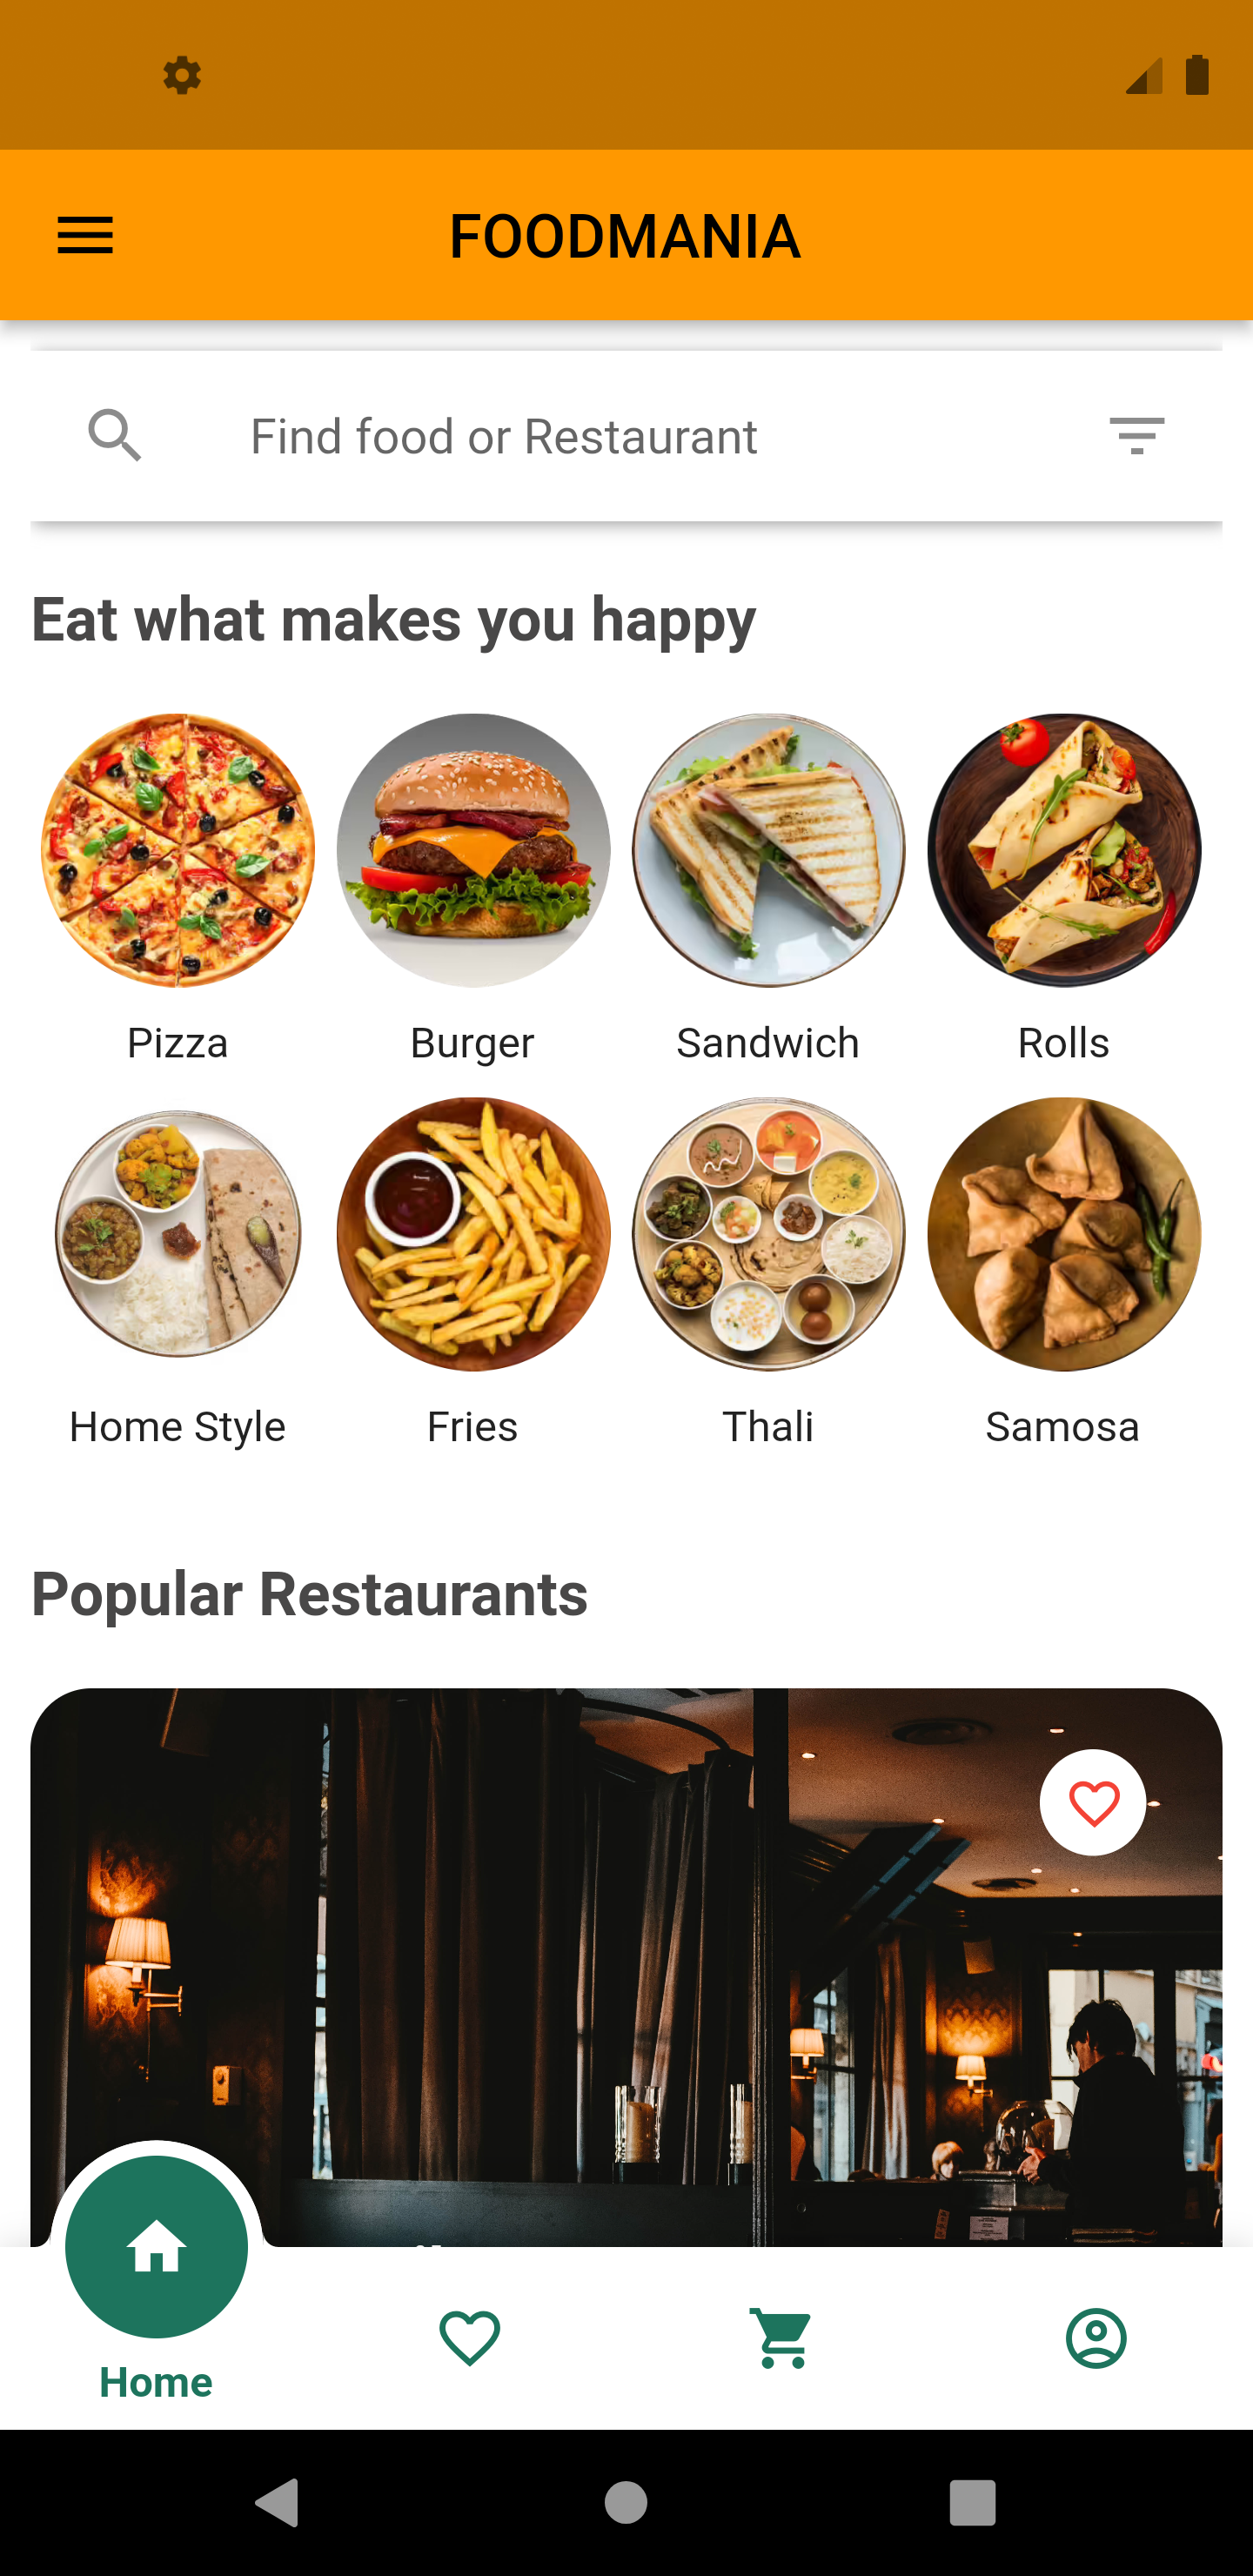 FOODMANIA
Find food or Restaurant
Eat what makes you happy
Pizza
Burger
Sandwich
Rolls
Home Style
Fries
Thali
Samosa
Popular Restaurants
Home